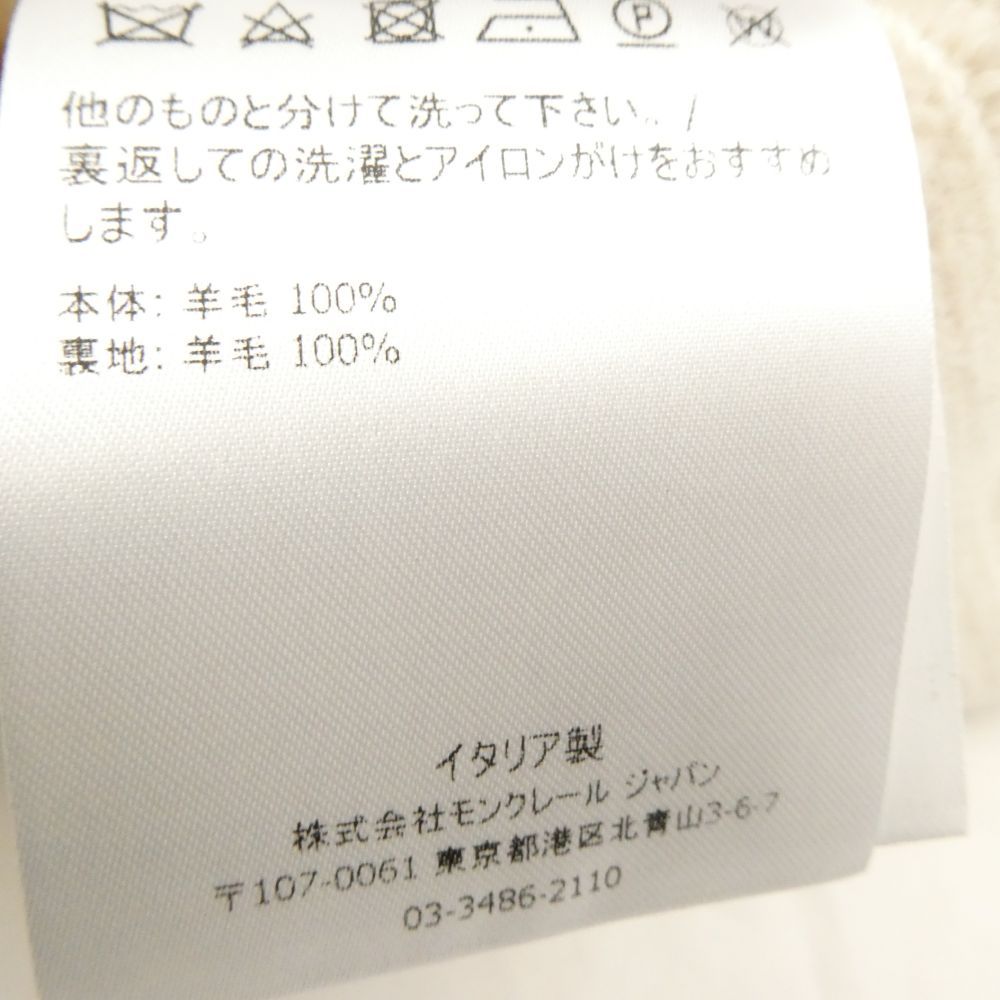 P
他のものと分けて洗って下さい。/
裏返しての洗濯とアイロンがけをおすすめ
します。
本体: 羊毛 100%
裏地: 羊毛 100%
イタリア製
株式会社モンクレール ジャパン
〒107-0061 東京都港区北青山3-6-7
03-3486-2110